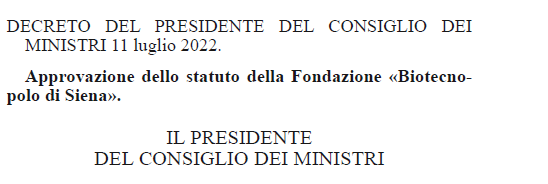 DECRETO DEL PRESIDENTE DEL CONSIGLIO DEI
MINISTRI 11 luglio 2022.
Approvazione dello statuto della Fondazione «Biotecno-
polo di Siena».
IL PRESIDENTE
DEL CONSIGLIO DEI MINISTRI